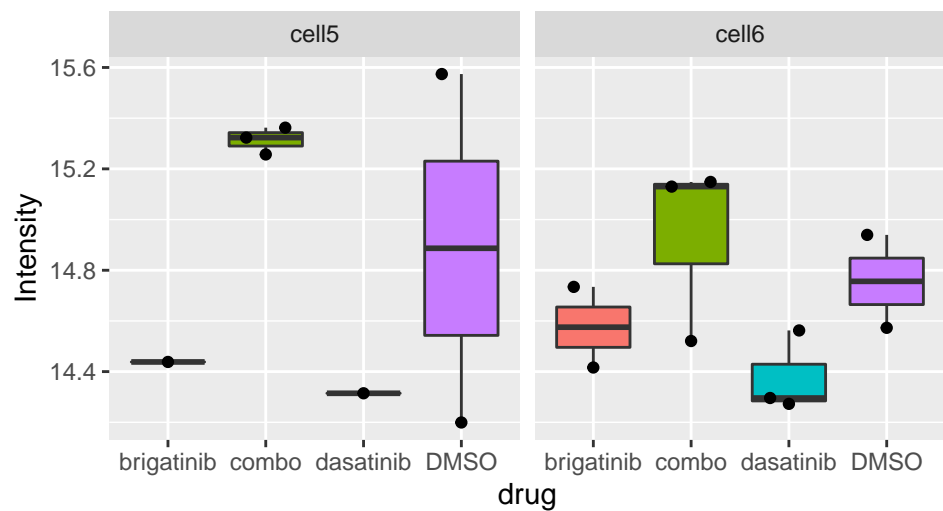 cell5 cell6
15.6
15.2
14.8
14.4
Intensity
brigatinib combo dasatinib DMSO brigatinib combo dasatinib DMSO
drug